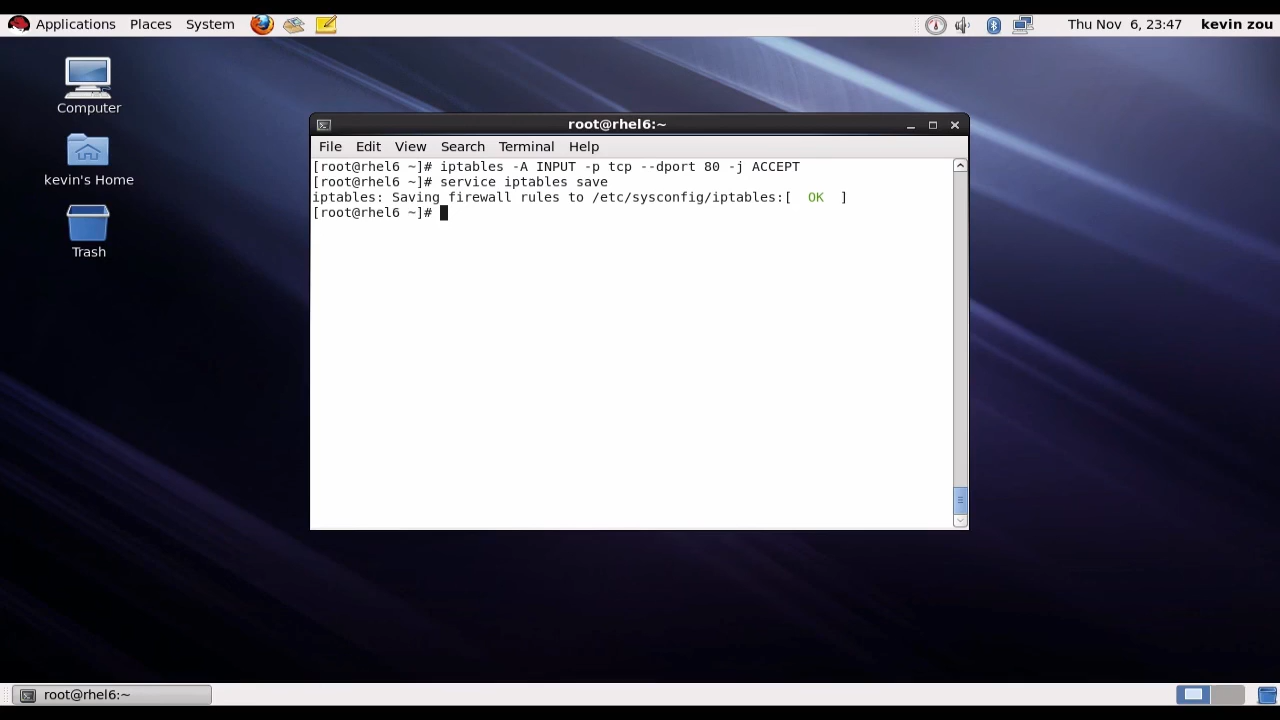 Applications Places System Thu Nov 6, 23:47 kevin zou
Computer
kevin's Home
Trash
root@rhel6:~
File Edit View Search Terminal Help
[root@rhel6 ~]# iptables -A INPUT -p tcp --dport 80 -j ACCEPT
[root@rhel6 ~]# service iptables save
iptables: Saving firewall rules to /etc/sysconfig/iptables:[  OK  ]
[root@rhel6 ~]#
root@rhel6:~